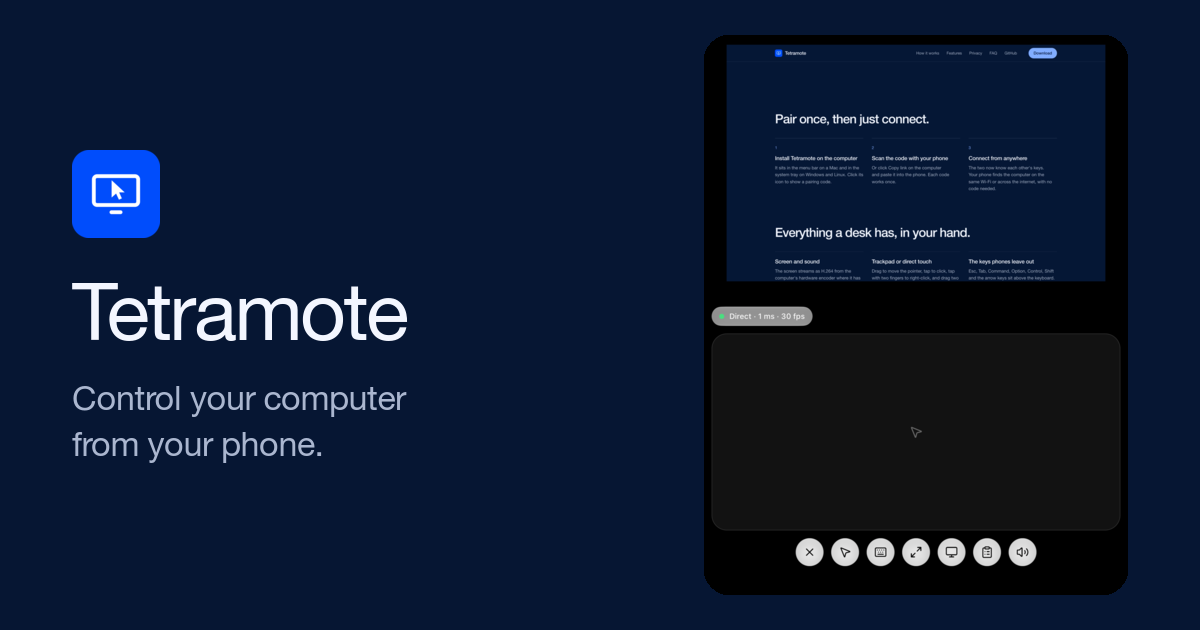 Tetramote
Control your computer
from your phone.
Tetramote
How it works Features Privacy FAQ GitHub Download
Pair once, then just connect.
1
Install Tetramote on the computer
It sits in the menu bar on a Mac and in the
system tray on Windows and Linux. Click its
icon to show a pairing code.
2
Scan the code with your phone
Or click Copy link on the computer
and paste it into the phone. Each code
works once.
3
Connect from anywhere
The two now know each other's keys.
Your phone finds the computer on the
same Wi-Fi or across the internet, with no
code needed.
Everything a desk has, in your hand.
Screen and sound
The screen streams as H.264 from the
computer's hardware encoder where it has
Trackpad or direct touch
Drag to move the pointer, tap to click, tap
with two fingers to right-click, and drag two
The keys phones leave out
Esc, Tab, Command, Option, Control, Shift
and the arrow keys sit above the keyboard.
Direct · 1 ms · 30 fps